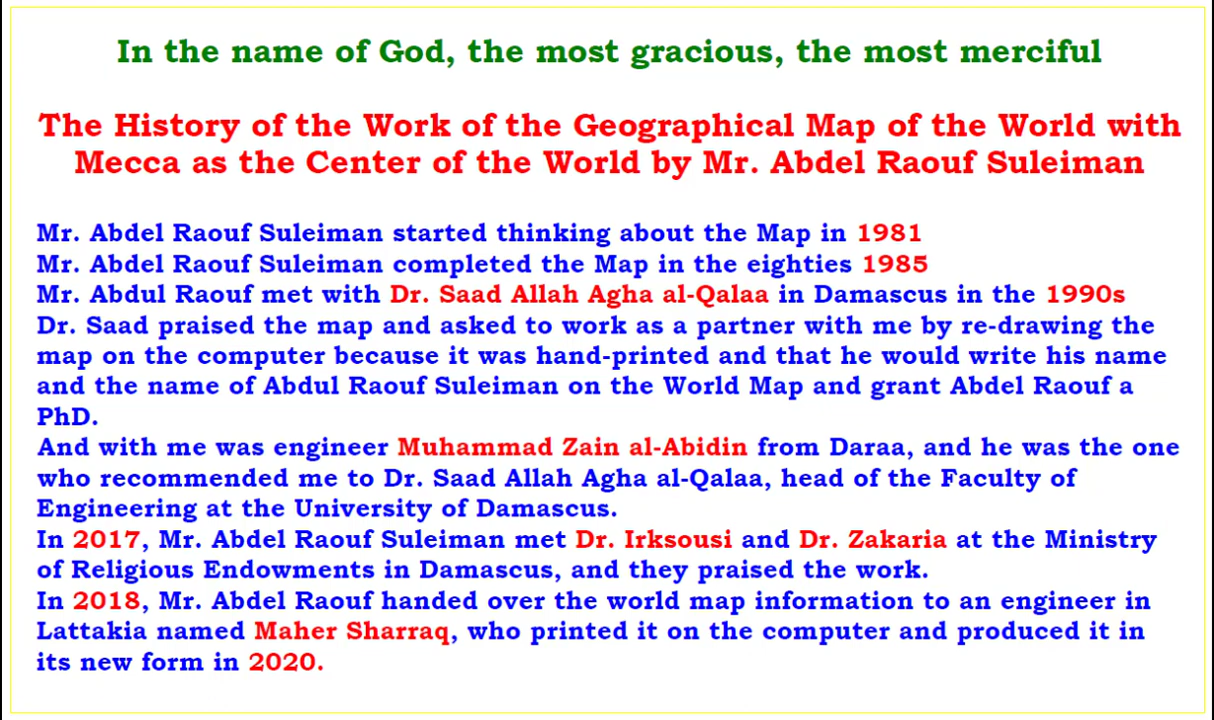 In the name of God, the most gracious, the most merciful
The History of the Work of the Geographical Map of the World with
Mecca as the Center of the World by Mr. Abdel Raouf Suleiman
Mr. Abdel Raouf Suleiman started thinking about the Map in 1981
Mr. Abdel Raouf Suleiman completed the Map in the eighties 1985
Mr. Abdul Raouf met with Dr. Saad Allah Agha al-Qalaa in Damascus in the 1990s
Dr. Saad praised the map and asked to work as a partner with me by re-drawing the
map on the computer because it was hand-printed and that he would write his name
and the name of Abdul Raouf Suleiman on the World Map and grant Abdel Raouf a
PhD.
And with me was engineer Muhammad Zain al-Abidin from Daraa, and he was the one
who recommended me to Dr. Saad Allah Agha al-Qalaa, head of the Faculty of
Engineering at the University of Damascus.
In 2017, Mr. Abdel Raouf Suleiman met Dr. Irksousi and Dr. Zakaria at the Ministry
of Religious Endowments in Damascus, and they praised the work.
In 2018, Mr. Abdel Raouf handed over the world map information to an engineer in
Lattakia named Maher Sharraq, who printed it on the computer and produced it in
its new form in 2020.